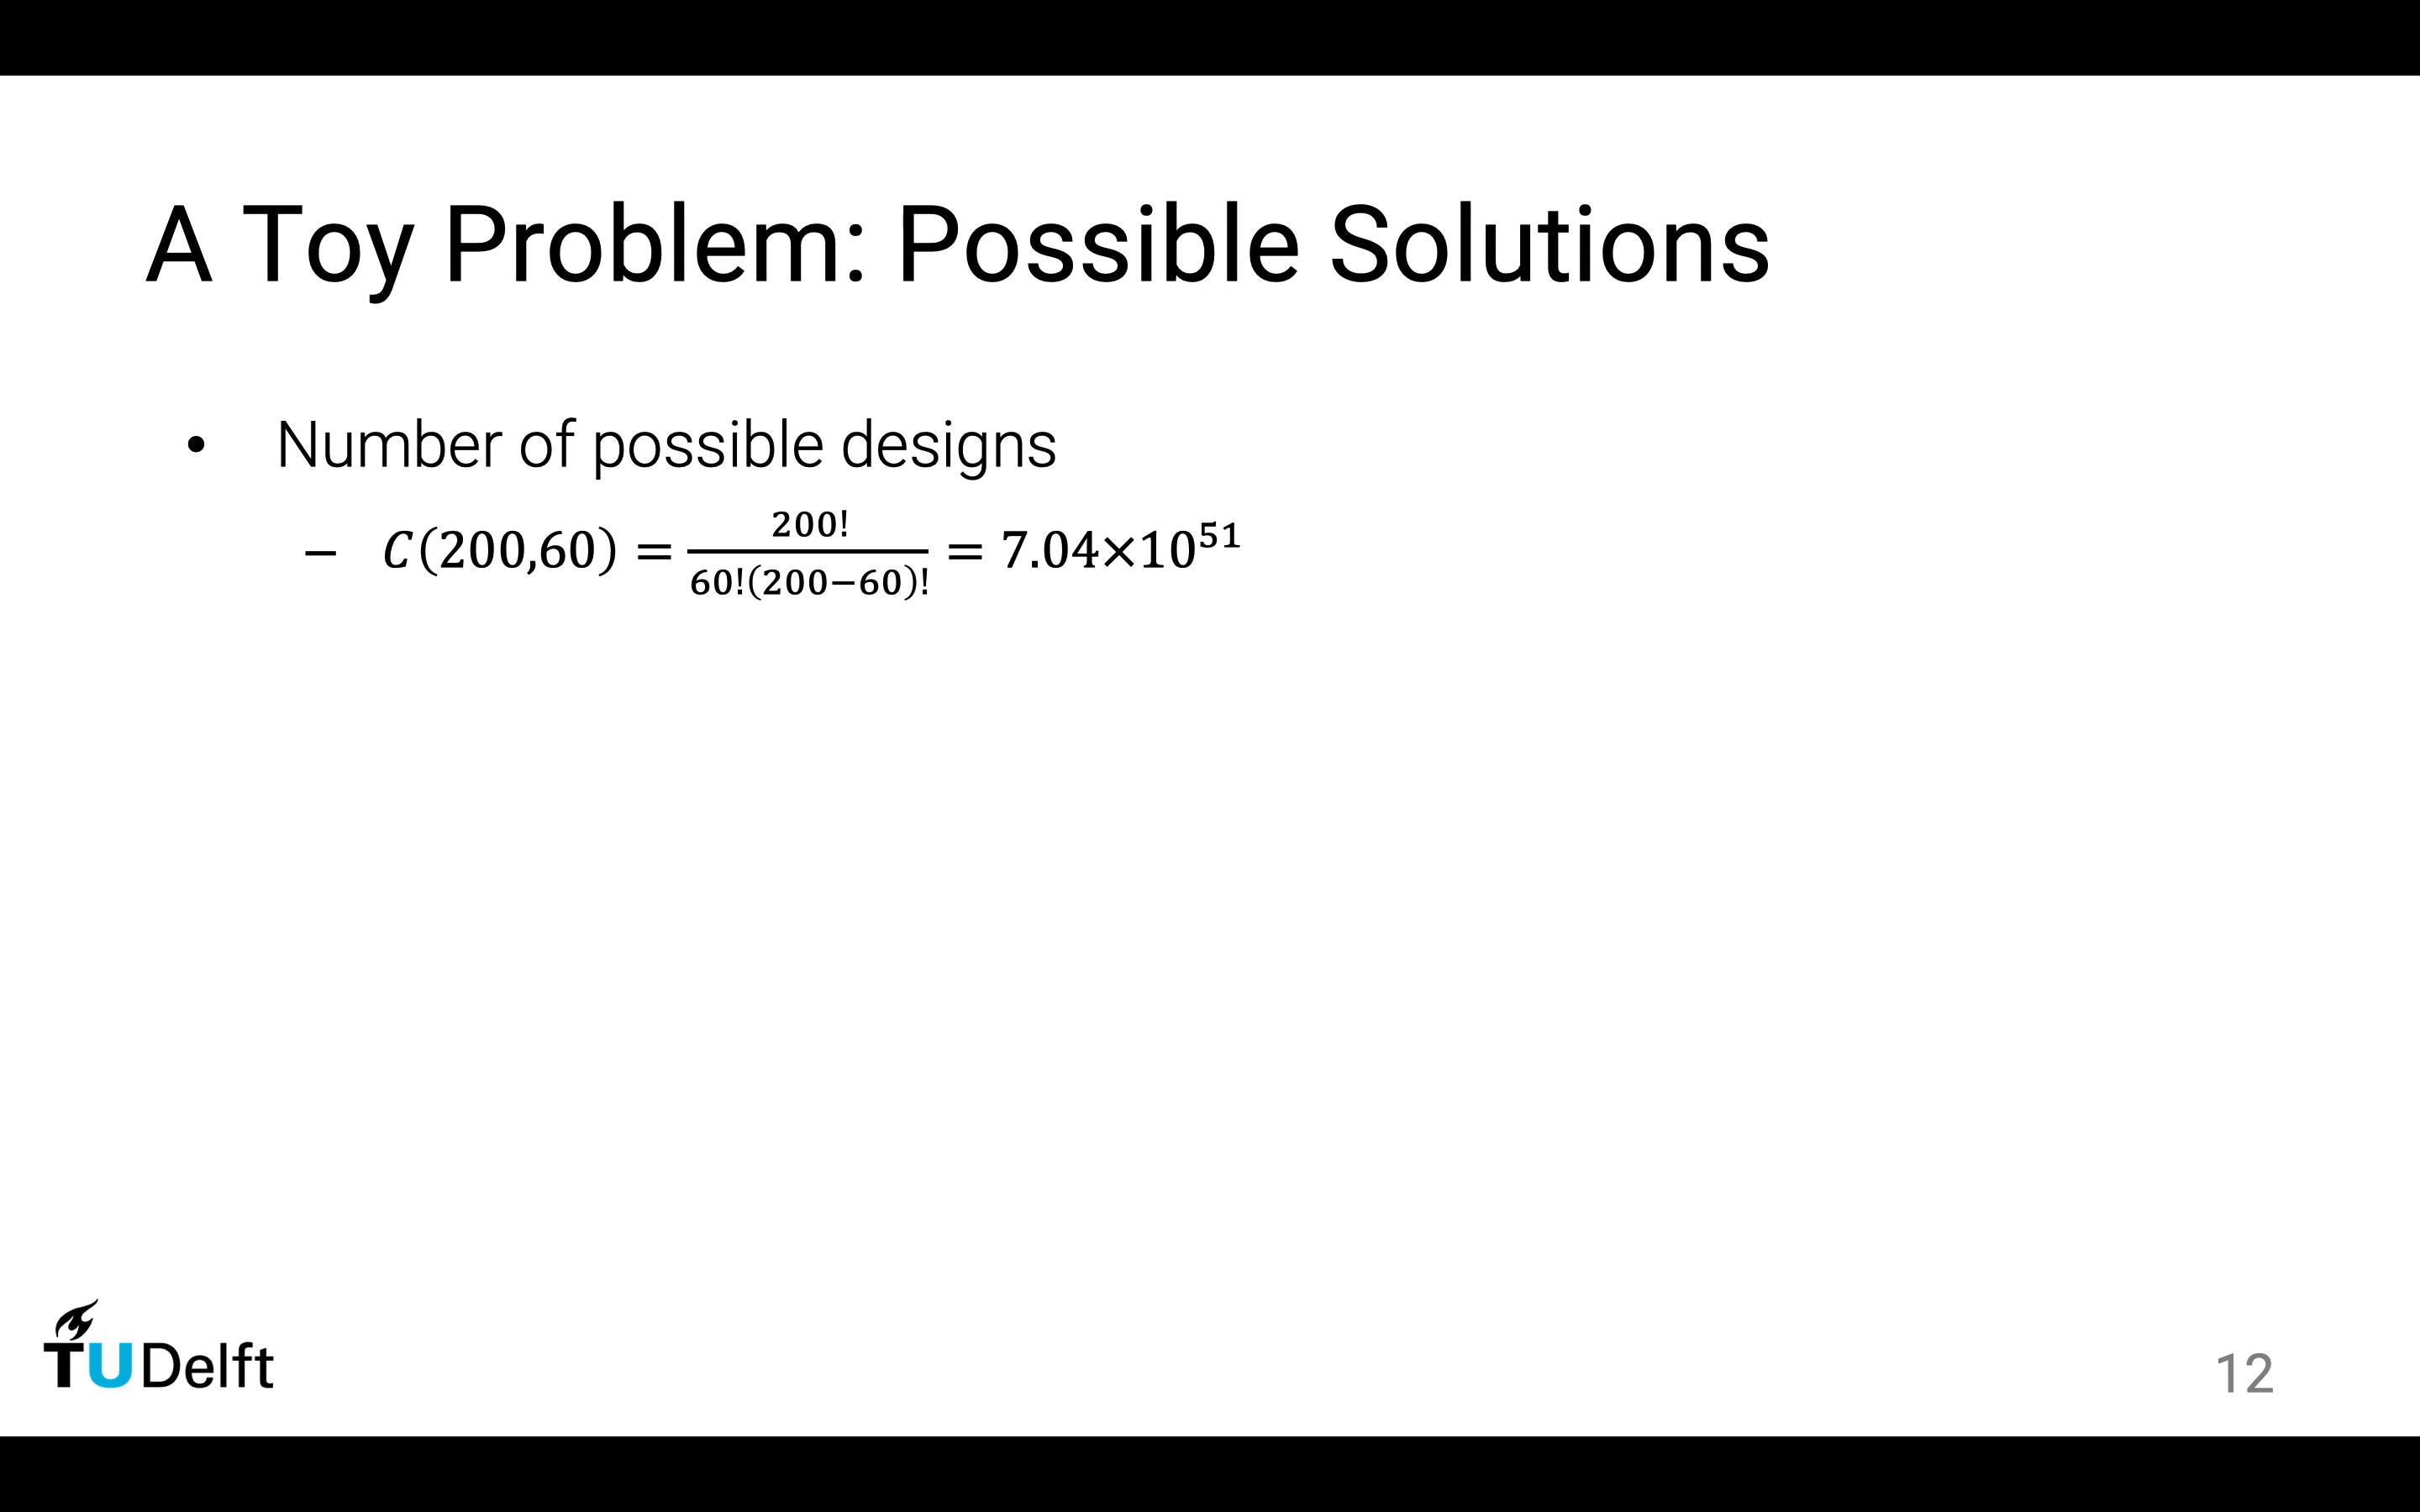 A Toy Problem: Possible Solutions
• Number of possible designs
– C(200,60) = 200! / 60!(200−60)! = 7.04×10^51
TUDelft
12